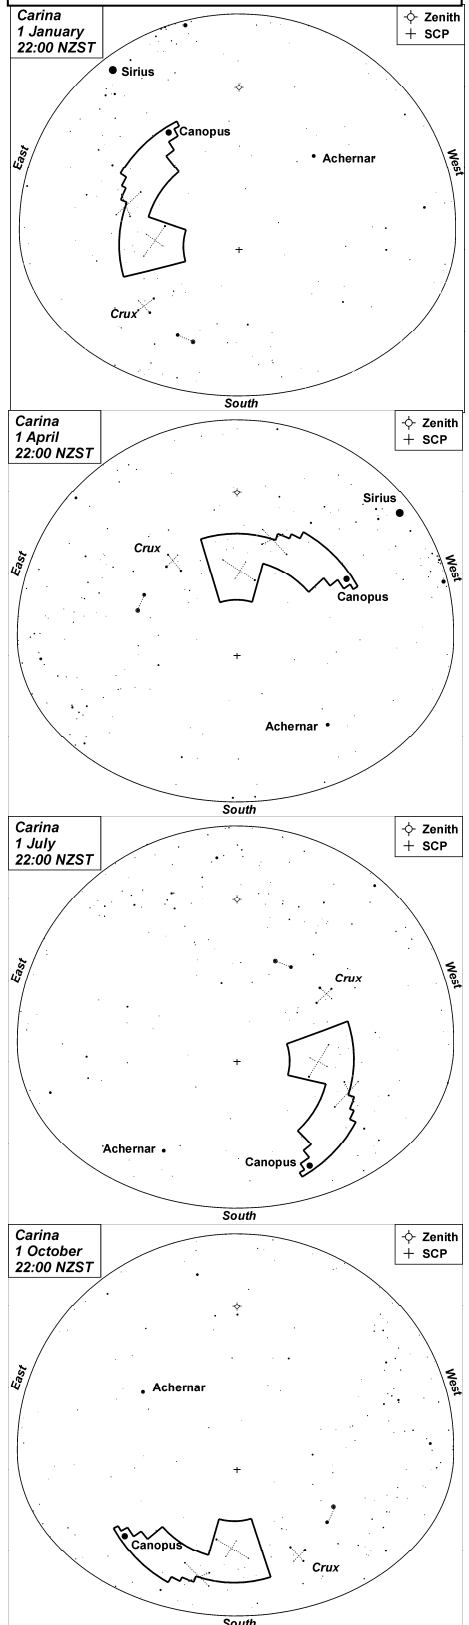 Carina
1 January
22:00 NZST
Zenith
SCP
Sirius
Canopus
Achernar
East
West
Crux
South
Carina
1 April
22:00 NZST
Zenith
SCP
Sirius
Crux
East
West
Canopus
Achernar
South
Carina
1 July
22:00 NZST
Zenith
SCP
East
West
Crux
Achernar
Canopus
South
Carina
1 October
22:00 NZST
Zenith
SCP
East
West
Achernar
Canopus
Crux
South